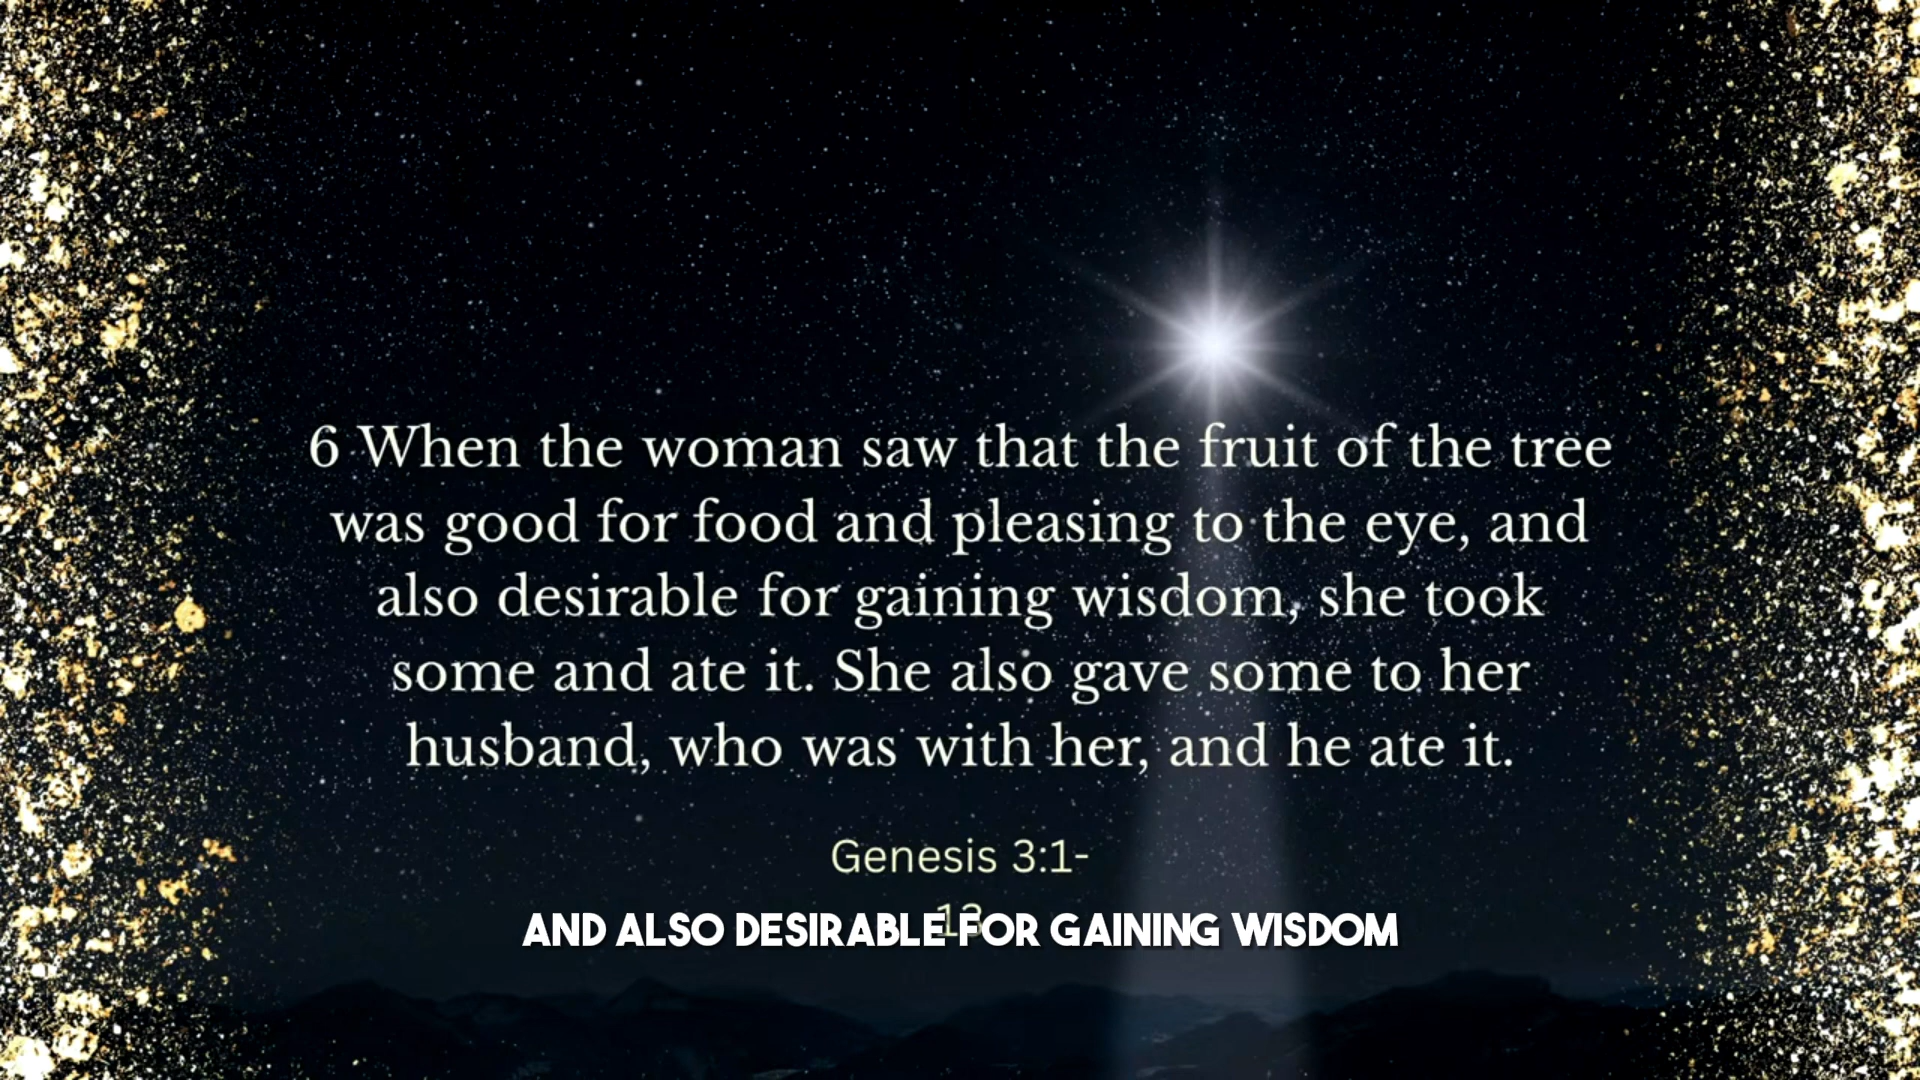 6 When the woman saw that the fruit of the tree
was good for food and pleasing to the eye, and
also desirable for gaining wisdom, she took
some and ate it. She also gave some to her
husband, who was with her, and he ate it.
Genesis 3:1-
13
AND ALSO DESIRABLE FOR GAINING WISDOM